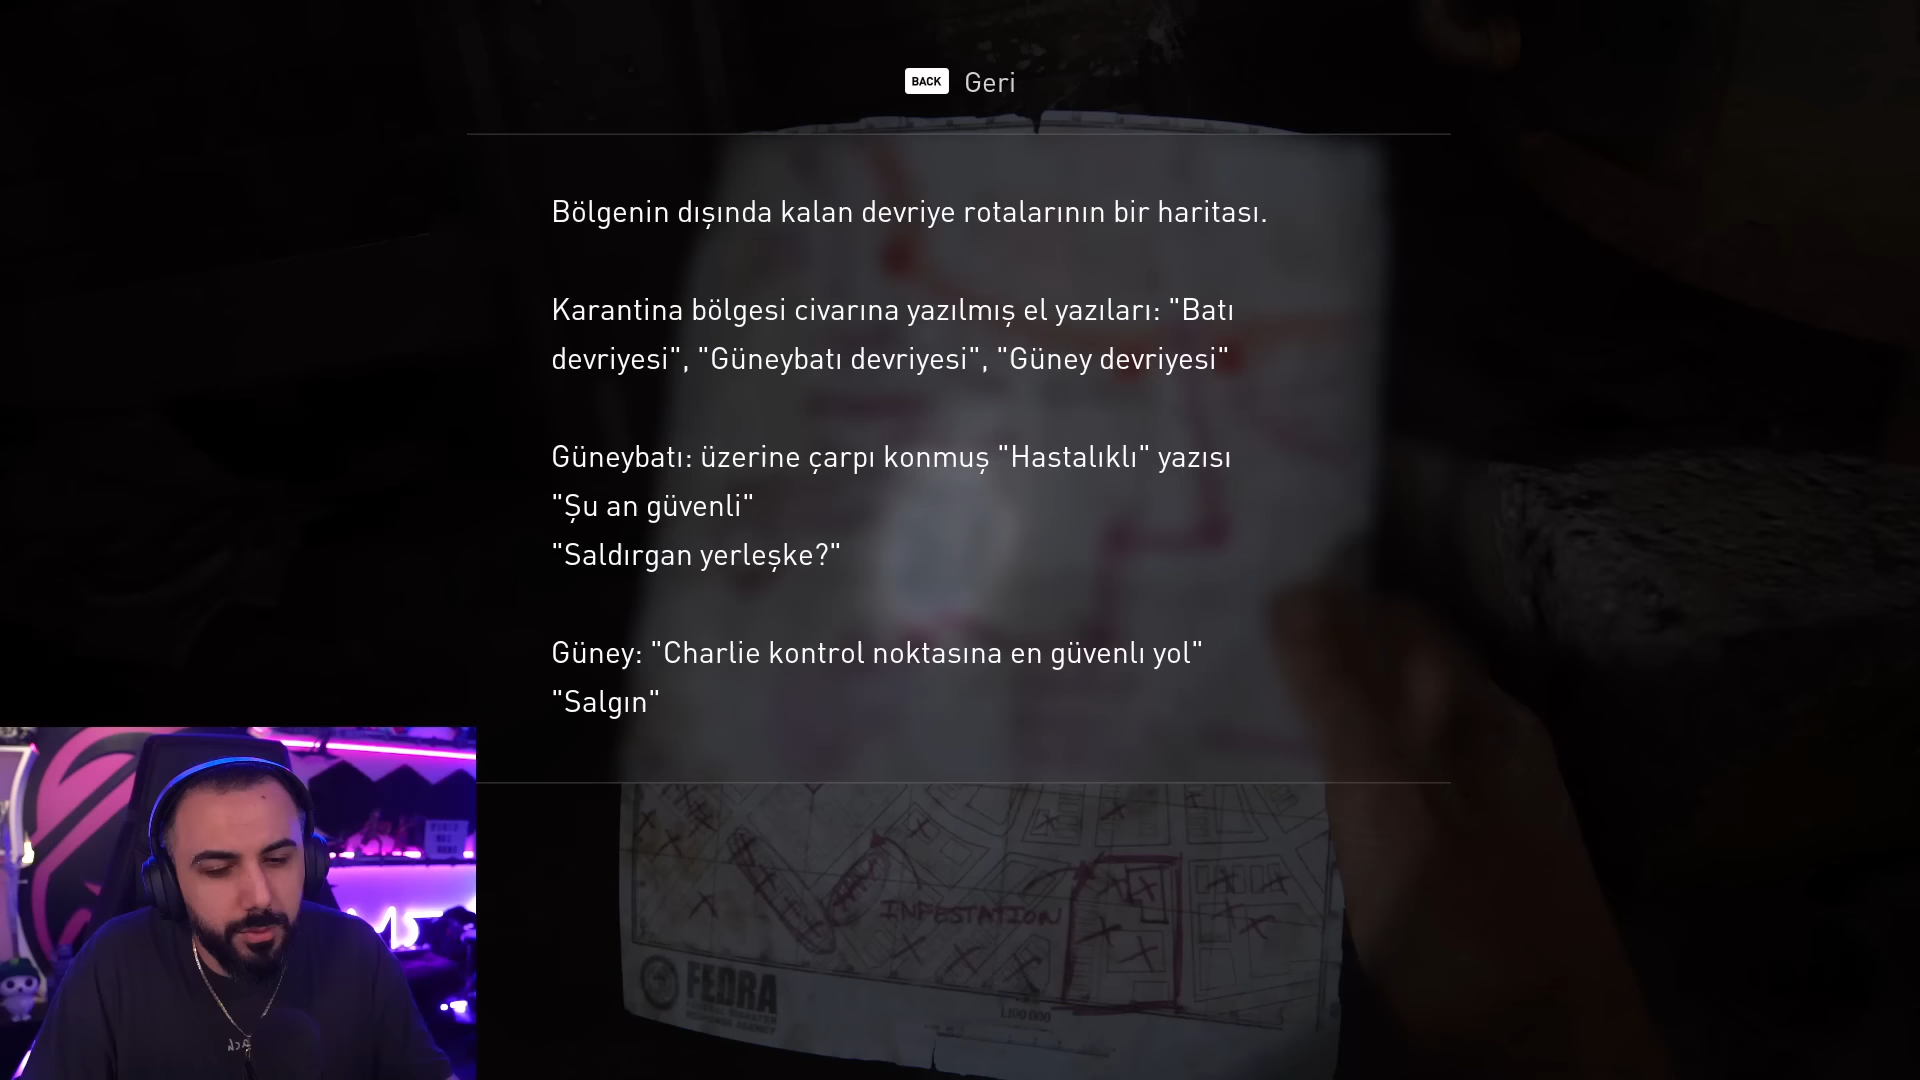 BACK Geri
Bölgenin dışında kalan devriye rotalarının bir haritası.
Karantina bölgesi civarına yazılmış el yazıları: "Batı
devriyesi", "Güneybatı devriyesi", "Güney devriyesi"
Güneybatı: üzerine çarpı konmuş "Hastalıklı" yazısı
"Şu an güvenli"
"Saldırgan yerleşke?"
Güney: "Charlie kontrol noktasına en güvenlı yol"
"Salgın"
INFESTATION
FEDRA